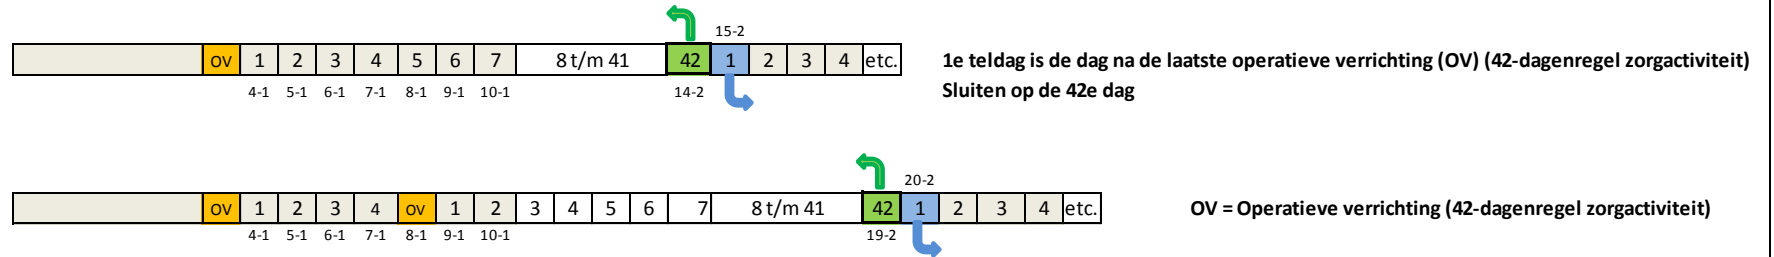 15-2
OV 1 2 3 4 5 6 7 8 t/m 41 42 1 2 3 4 etc.
4-1 5-1 6-1 7-1 8-1 9-1 10-1 14-2
1e teldag is de dag na de laatste operatieve verrichting (OV) (42-dagenregel zorgactiviteit)
Sluiten op de 42e dag
20-2
OV 1 2 3 4 OV 1 2 3 4 5 6 7 8 t/m 41 42 1 2 3 4 etc.
4-1 5-1 6-1 7-1 8-1 9-1 10-1 19-2
OV = Operatieve verrichting (42-dagenregel zorgactiviteit)